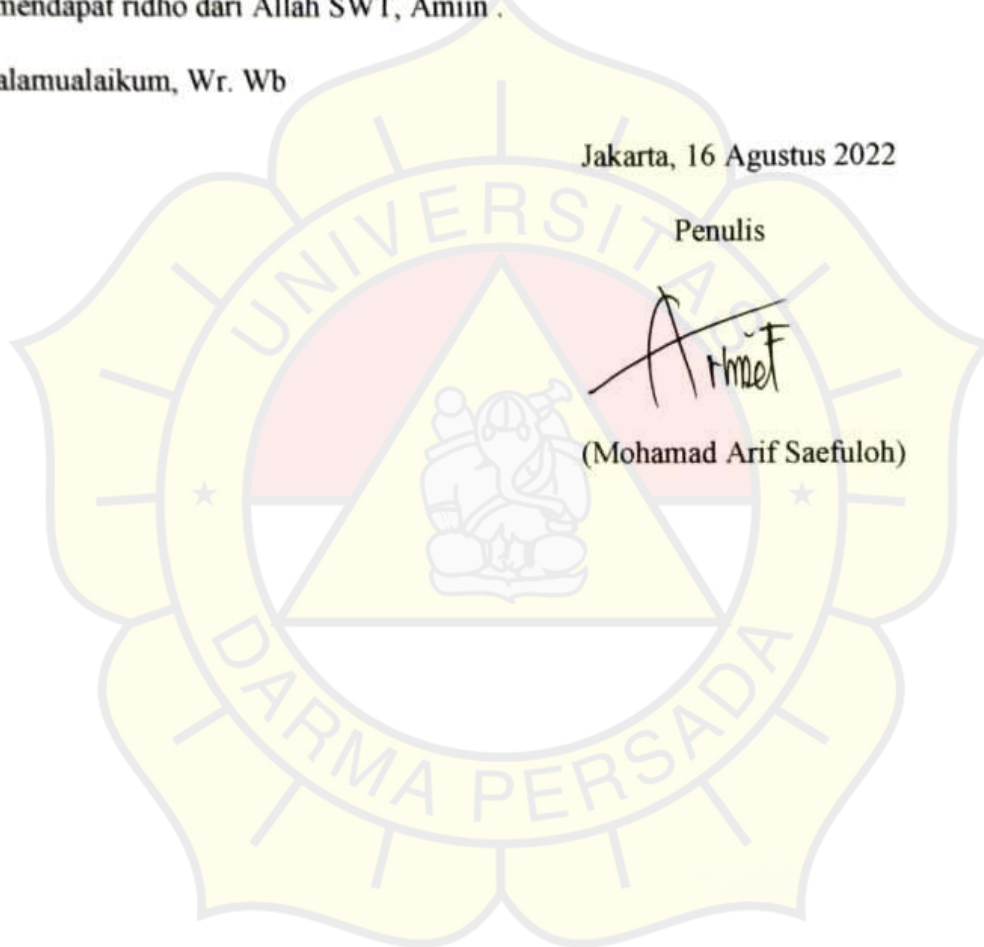 mendapat ridho dari Allah SWT, Amiin .
alamualaikum, Wr. Wb
Jakarta, 16 Agustus 2022
Penulis
(Mohamad Arif Saefuloh)
UNIVERSITAS
DARMA PERSADA